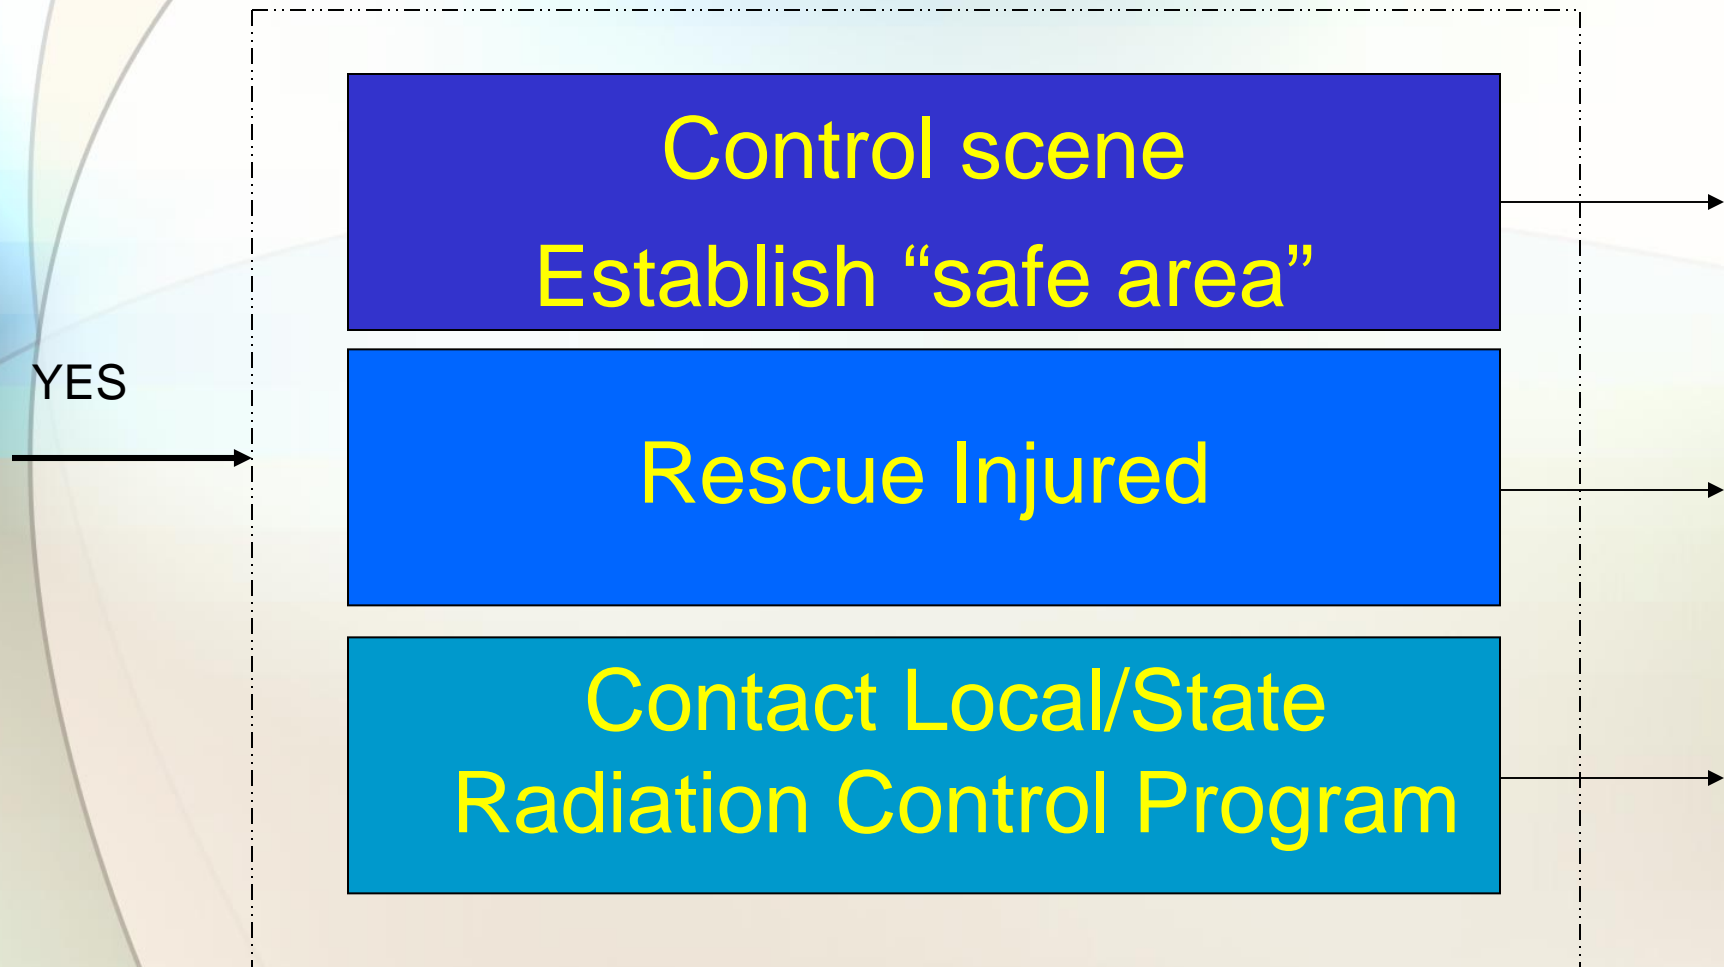 Control scene
Establish “safe area”
YES
Rescue Injured
Contact Local/State
Radiation Control Program